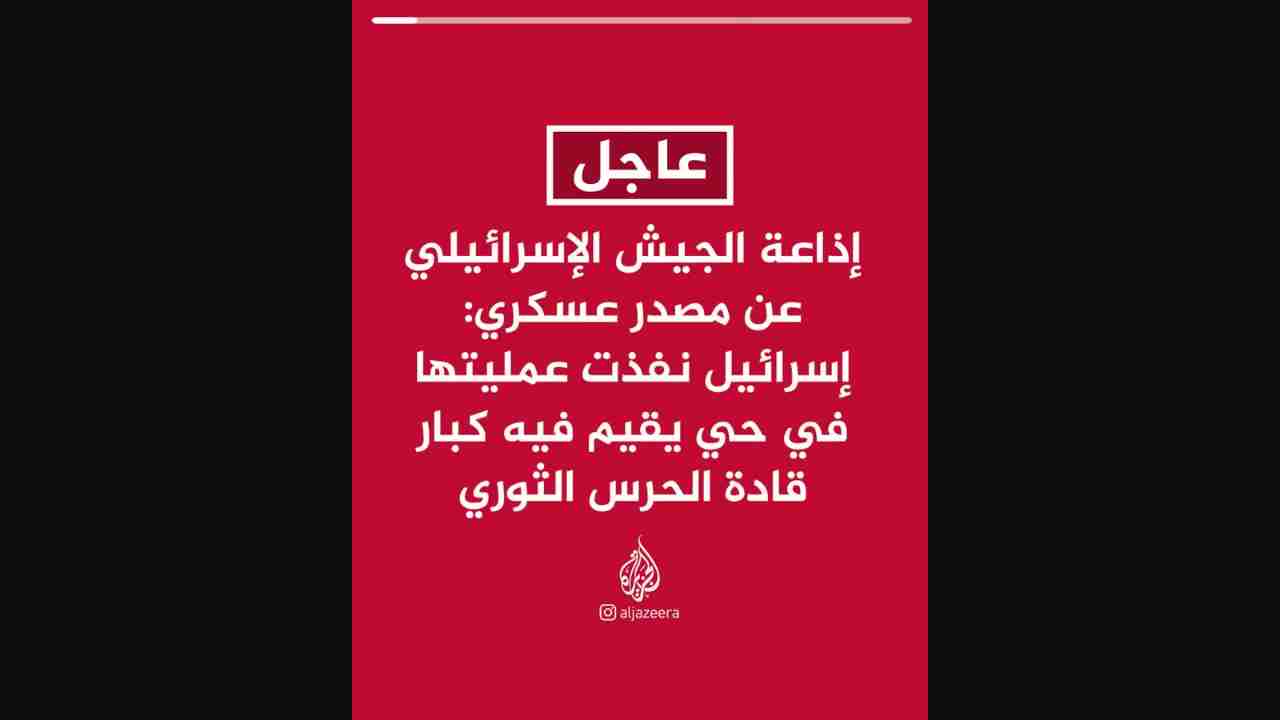 عاجل
إذاعة الجيش الإسرائيلي
عن مصدر عسكري:
إسرائيل نفذت عمليتها
في حي يقيم فيه كبار
قادة الحرس الثوري
الجزيرة
aljazeera